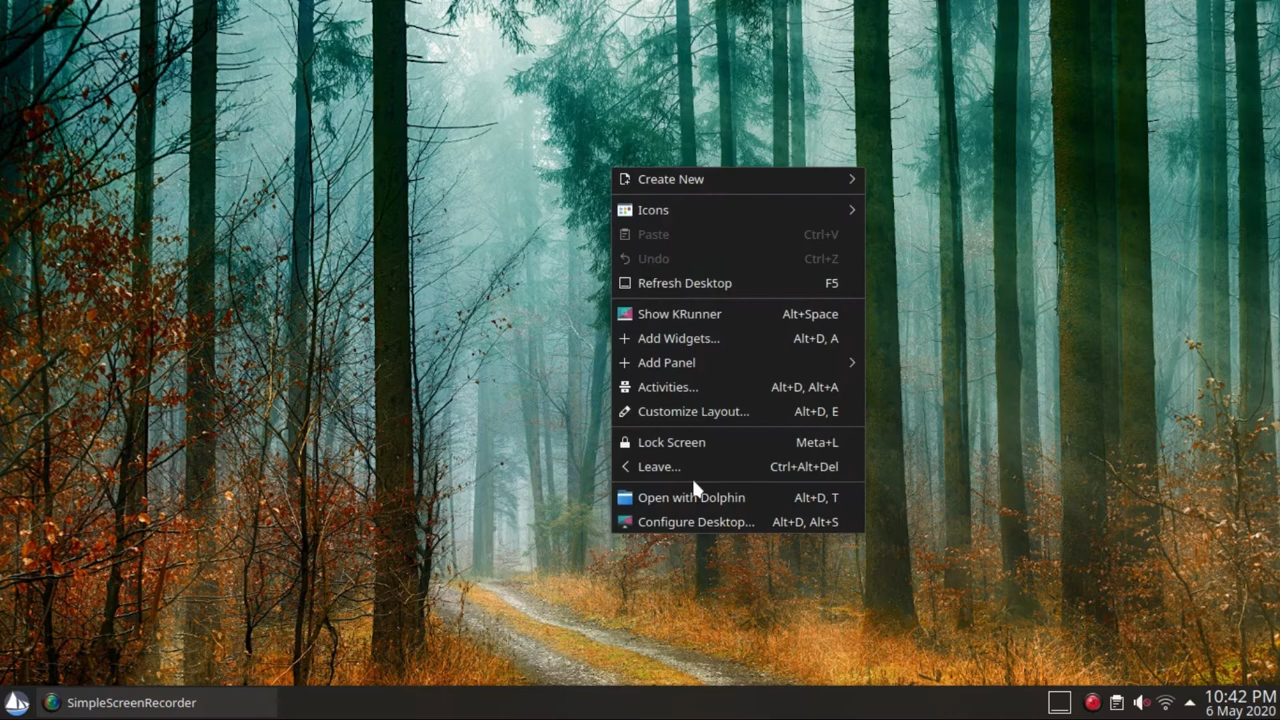 Create New
Icons
Paste Ctrl+V
Undo Ctrl+Z
Refresh Desktop F5
Show KRunner Alt+Space
Add Widgets... Alt+D, A
Add Panel
Activities... Alt+D, Alt+A
Customize Layout... Alt+D, E
Lock Screen Meta+L
Leave... Ctrl+Alt+Del
Open with Dolphin Alt+D, T
Configure Desktop... Alt+D, Alt+S
SimpleScreenRecorder
10:42 PM
6 May 2020